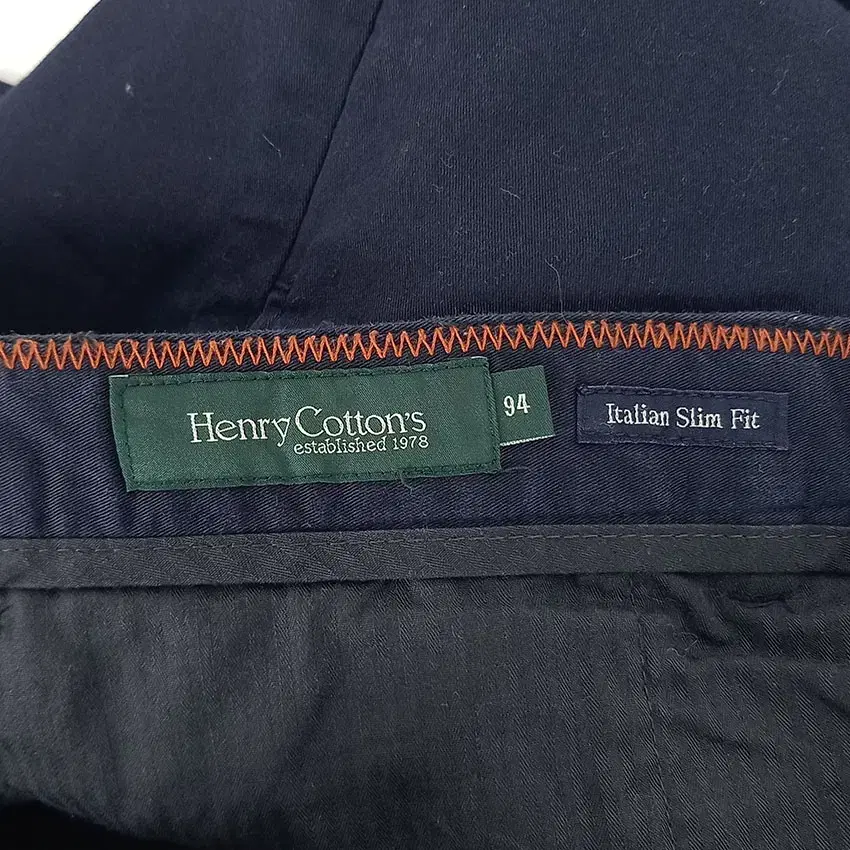 Henry Cotton's
established 1978
94
Italian Slim Fit